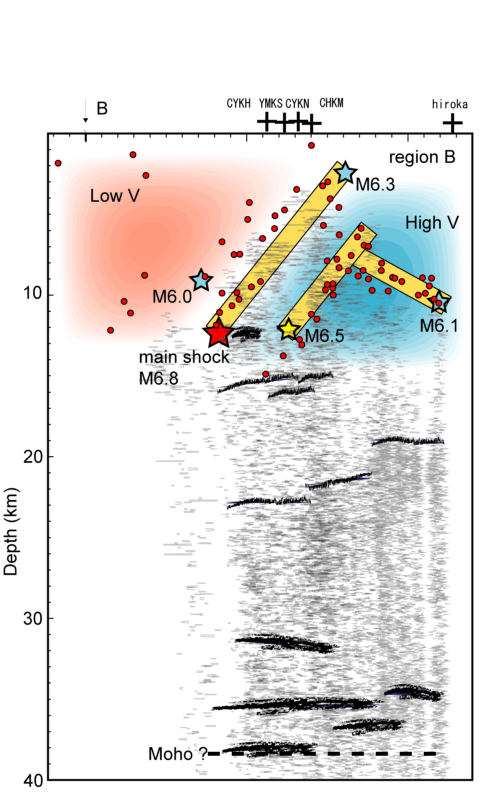 CYKH YMKS CYKN CHKM hiroka
B
region B
Low V
M6.3
High V
M6.0
10
M6.5
M6.1
main shock
M6.8
20
Depth (km)
30
Moho ?
40